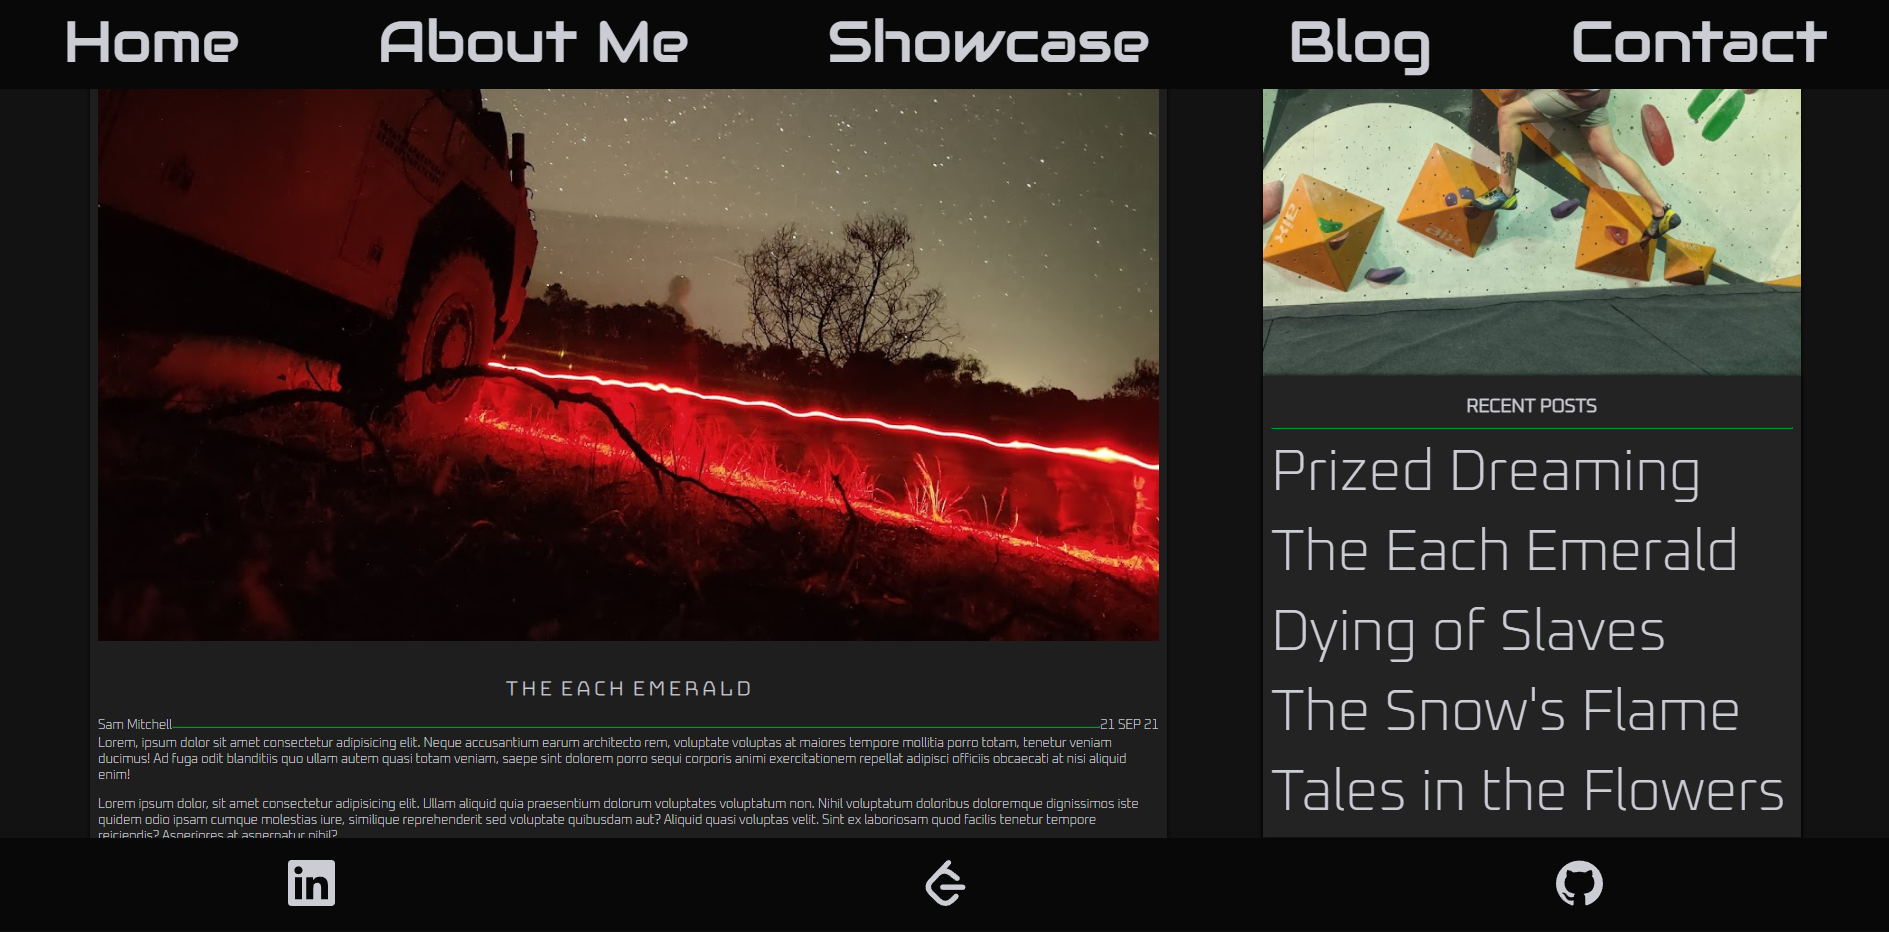 Home About Me Showcase Blog Contact
THE EACH EMERALD
Sam Mitchell 21 SEP 21
Lorem, ipsum dolor sit amet consectetur adipisicing elit. Neque accusantium earum architecto rem, voluptate voluptas at maiores tempore mollitia porro totam, tenetur veniam
ducimus! Ad fuga odit blanditiis quo ullam autem quasi totam veniam, saepe sint dolorem porro sequi corporis animi exercitationem repellat adipisci officiis obcaecati at nisi aliquid
enim!
Lorem ipsum dolor, sit amet consectetur adipisicing elit. Ullam aliquid quia praesentium dolorum voluptates voluptatum non. Nihil voluptatum doloribus doloremque dignissimos iste
quidem odio ipsam cumque molestias iure, similique reprehenderit sed voluptate quibusdam aut? Aliquid quasi voluptas velit. Sint ex laboriosam quod facilis tenetur tempore
reiciendis? Asperiores at aspernatur nihil?
aix
aix
RECENT POSTS
Prized Dreaming
The Each Emerald
Dying of Slaves
The Snow's Flame
Tales in the Flowers
in